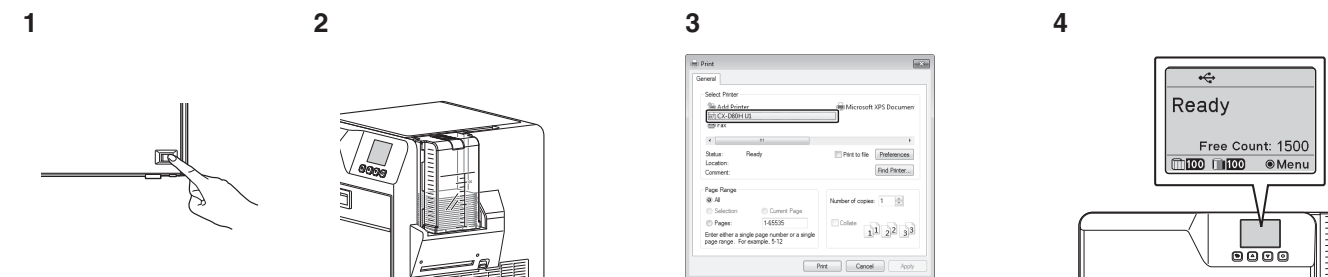 1 2 3 4
Print
General
Select Printer
Add Printer
Microsoft XPS Documen
CX-D80H U1
Fax
Status: Ready
Print to file
Preferences
Location:
Comment:
Find Printer...
Page Range
All
Number of copies: 1
Selection
Current Page
Pages: 1-65535
Collate
11 22 33
Enter either a single page number or a single
page range. For example, 5-12
Print Cancel Apply
Ready
Free Count: 1500
100 100 Menu